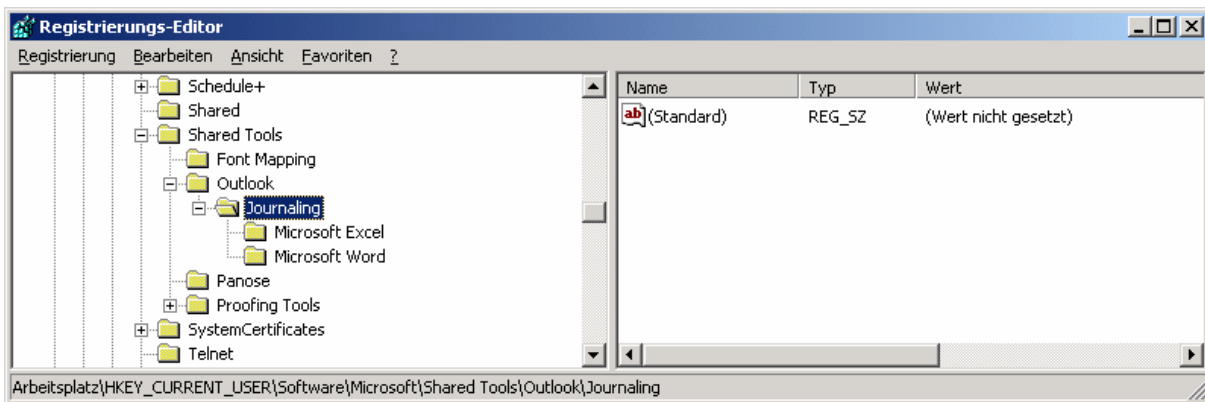 Registrierungs-Editor
Registrierung Bearbeiten Ansicht Favoriten ?
Schedule+
Shared
Shared Tools
Font Mapping
Outlook
Journaling
Microsoft Excel
Microsoft Word
Panose
Proofing Tools
SystemCertificates
Telnet
Name Typ Wert
ab (Standard) REG_SZ (Wert nicht gesetzt)
Arbeitsplatz\HKEY_CURRENT_USER\Software\Microsoft\Shared Tools\Outlook\Journaling